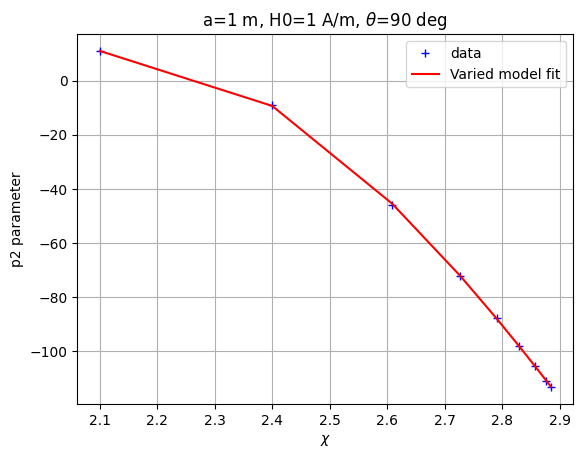 a=1 m, H0=1 A/m, θ=90 deg
data
Varied model fit
p2 parameter
0
−20
−40
−60
−80
−100
2.1 2.2 2.3 2.4 2.5 2.6 2.7 2.8 2.9
χ